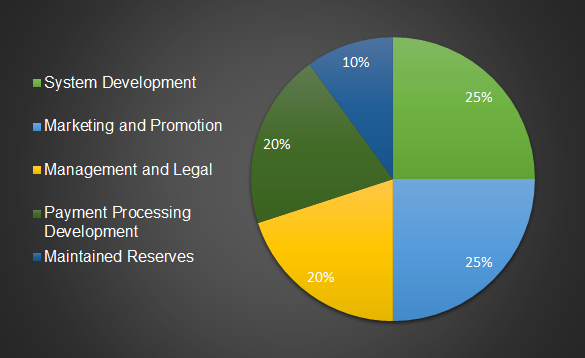 System Development
Marketing and Promotion
Management and Legal
Payment Processing
Development
Maintained Reserves
10%
25%
20%
20%
25%